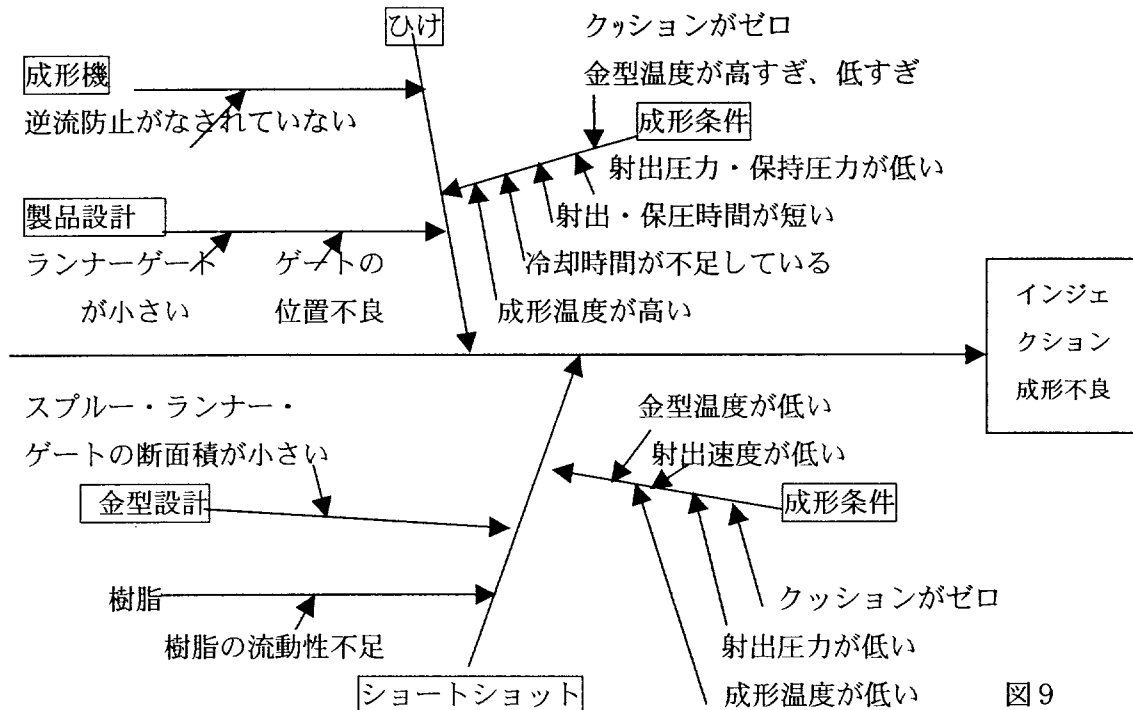 ひけ
クッションがゼロ
成形機
金型温度が高すぎ、低すぎ
逆流防止がなされていない
成形条件
射出圧力・保持圧力が低い
製品設計
射出・保圧時間が短い
ランナーゲート
が小さい
ゲートの
位置不良
冷却時間が不足している
成形温度が高い
インジェ
クション
成形不良
スプルー・ランナー・
ゲートの断面積が小さい
金型温度が低い
射出速度が低い
金型設計
成形条件
樹脂
樹脂の流動性不足
クッションがゼロ
射出圧力が低い
ショートショット
成形温度が低い
図9